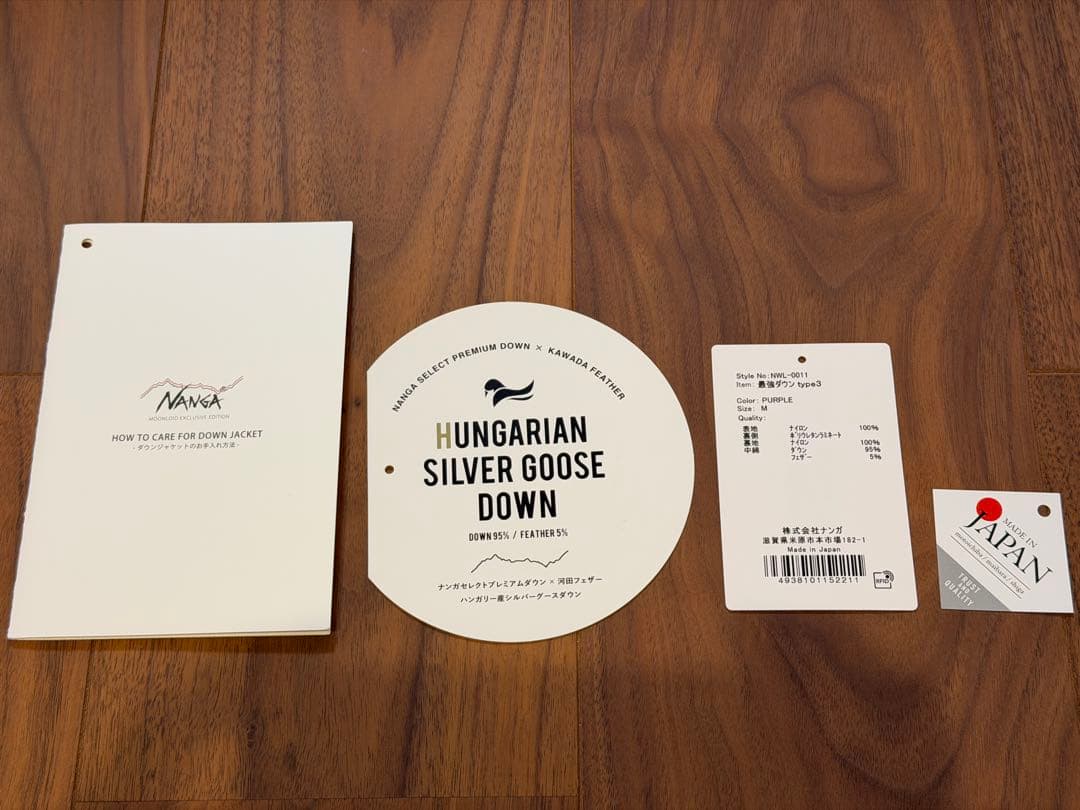 NANGA
MOONLOID EXCLUSIVE EDITION
HOW TO CARE FOR DOWN JACKET
- ダウンジャケットのお手入れ方法 -
NANGA SELECT PREMIUM DOWN × KAWADA FEATHER
HUNGARIAN
SILVER GOOSE
DOWN
DOWN 95% / FEATHER 5%
ナンガセレクトプレミアムダウン × 河田フェザー
ハンガリー産シルバーグースダウン
Style No:NWL-0011
Item: 最強ダウン type3
Color: PURPLE
Size: M
Quality:
表地 ナイロン 100%
裏側 ポリウレタンラミネート
裏地 ナイロン 100%
中綿 ダウン 95%
フェザー 5%
株式会社ナンガ
滋賀県米原市本市場182-1
Made in Japan
4938101152211
RFID
MADE IN
JAPAN
motoichiba / maibara / shiga
TRUST
AND
QUALITY